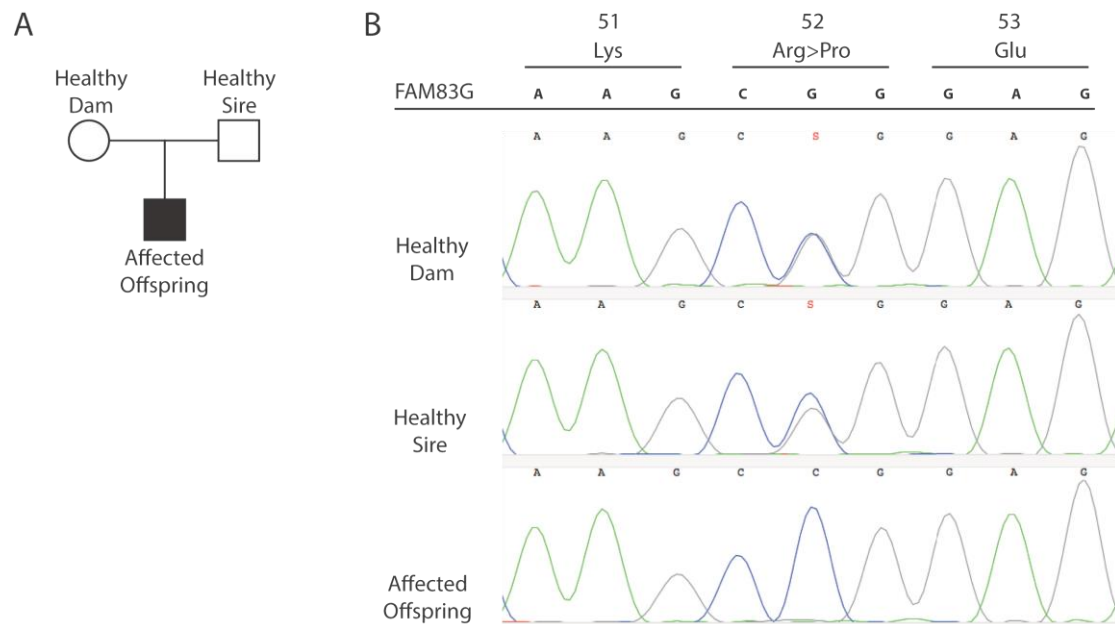 A
Healthy
Dam
Healthy
Sire
Affected
Offspring
B
51 52 53
Lys Arg>Pro Glu
FAM83G A A G C G G G A G
A A G C S G G A G
Healthy
Dam
A A G C S G G A G
Healthy
Sire
A A G C C G G A G
Affected
Offspring